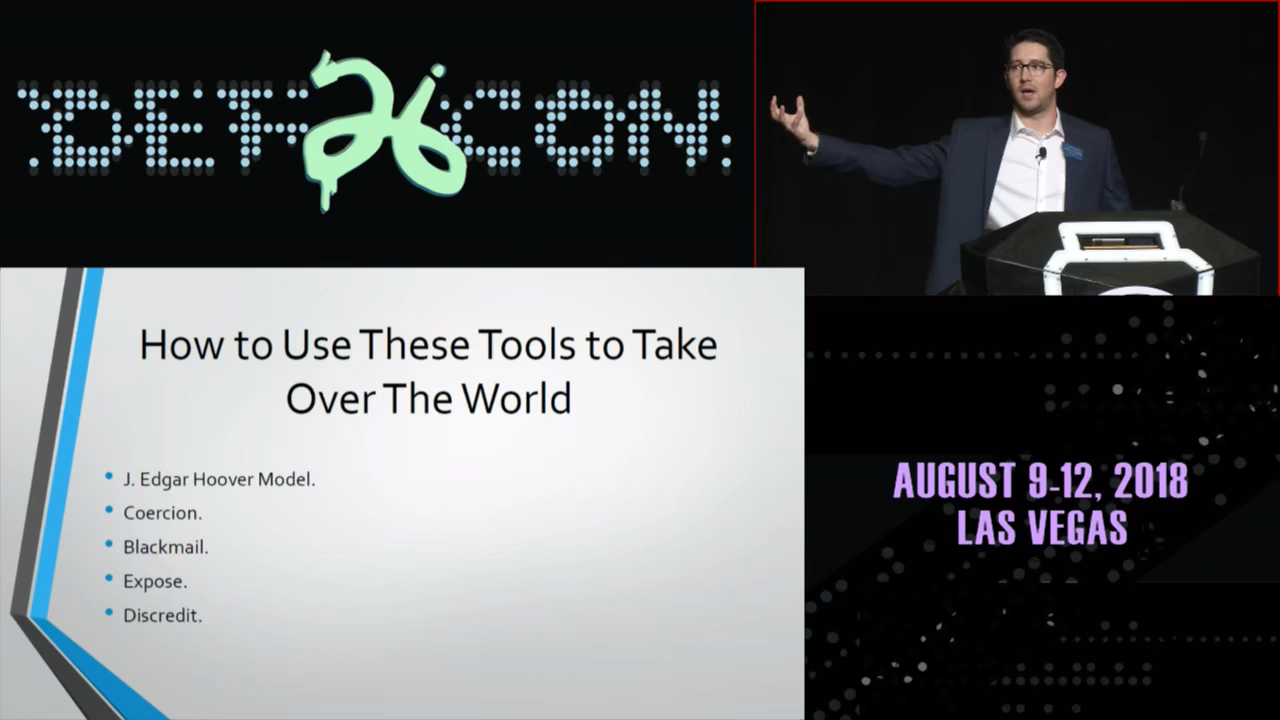 DEF 26 CON
How to Use These Tools to Take
Over The World
J. Edgar Hoover Model.
Coercion.
Blackmail.
Expose.
Discredit.
AUGUST 9-12, 2018
LAS VEGAS